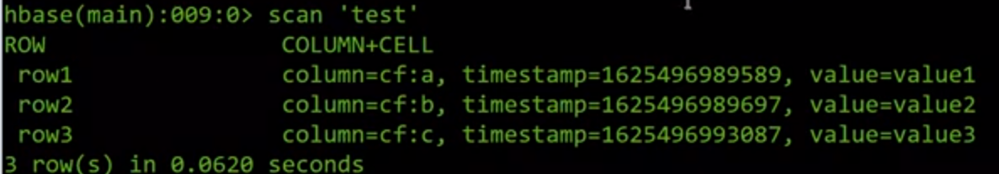 hbase(main):009:0> scan 'test'
ROW COLUMN+CELL
row1 column=cf:a, timestamp=1625496989589, value=value1
row2 column=cf:b, timestamp=1625496989697, value=value2
row3 column=cf:c, timestamp=1625496993087, value=value3
3 row(s) in 0.0620 seconds